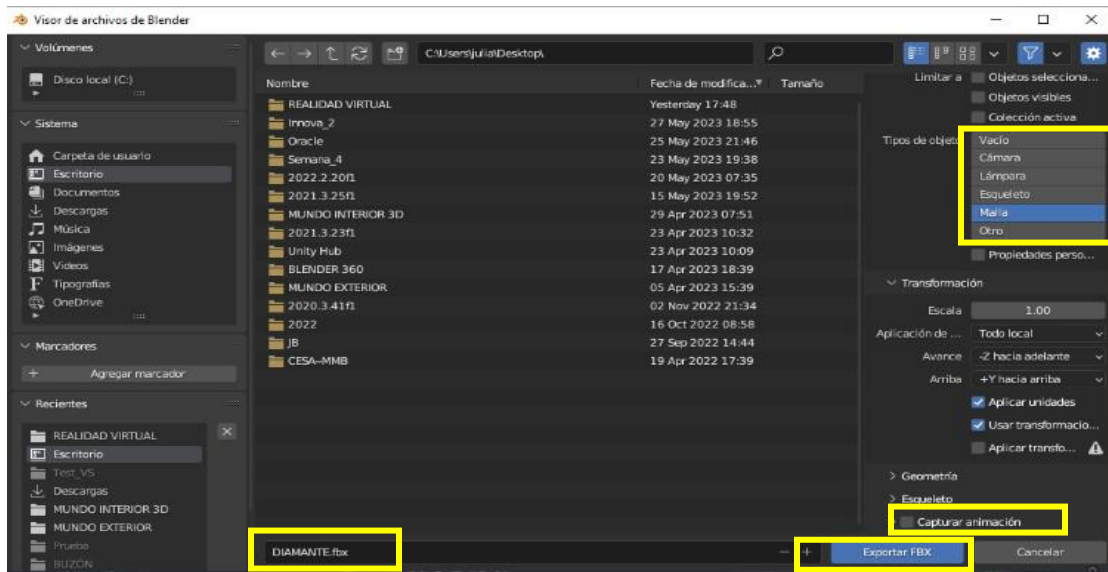 Visor de archivos de Blender
Volúmenes
Disco local (C:)
Sistema
Carpeta de usuario
Escritorio
Documentos
Descargas
Música
Imágenes
Videos
Tipografías
OneDrive
Marcadores
Agregar marcador
Recientes
REALIDAD VIRTUAL
Escritorio
Test_VS
Descargas
MUNDO INTERIOR 3D
MUNDO EXTERIOR
Prueba
BUZÓN
C:\Users\julia\Desktop\
Nombre Fecha de modifica... Tamaño
REALIDAD VIRTUAL Yesterday 17:48
Innova_2 27 May 2023 18:55
Oracle 25 May 2023 21:46
Semana_4 23 May 2023 19:38
2022.2.20f1 20 May 2023 07:35
2021.3.25f1 15 May 2023 19:52
MUNDO INTERIOR 3D 29 Apr 2023 07:51
2021.3.23f1 23 Apr 2023 10:32
Unity Hub 23 Apr 2023 10:09
BLENDER 360 17 Apr 2023 18:39
MUNDO EXTERIOR 05 Apr 2023 15:39
2020.3.41f1 02 Nov 2022 21:34
2022 16 Oct 2022 08:58
JB 27 Sep 2022 14:44
CESA-MMB 19 Apr 2022 17:39
DIAMANTE.fbx
Limitar a Objetos selecciona...
Objetos visibles
Colección activa
Tipos de objeto Vacío
Cámara
Lámpara
Esqueleto
Malla
Otro
Propiedades perso...
Transformación
Escala 1.00
Aplicación de ... Todo local
Avance -Z hacia adelante
Arriba +Y hacia arriba
Aplicar unidades
Usar transformacio...
Aplicar transfo...
Geometría
Esqueleto
Capturar animación
Exportar FBX Cancelar